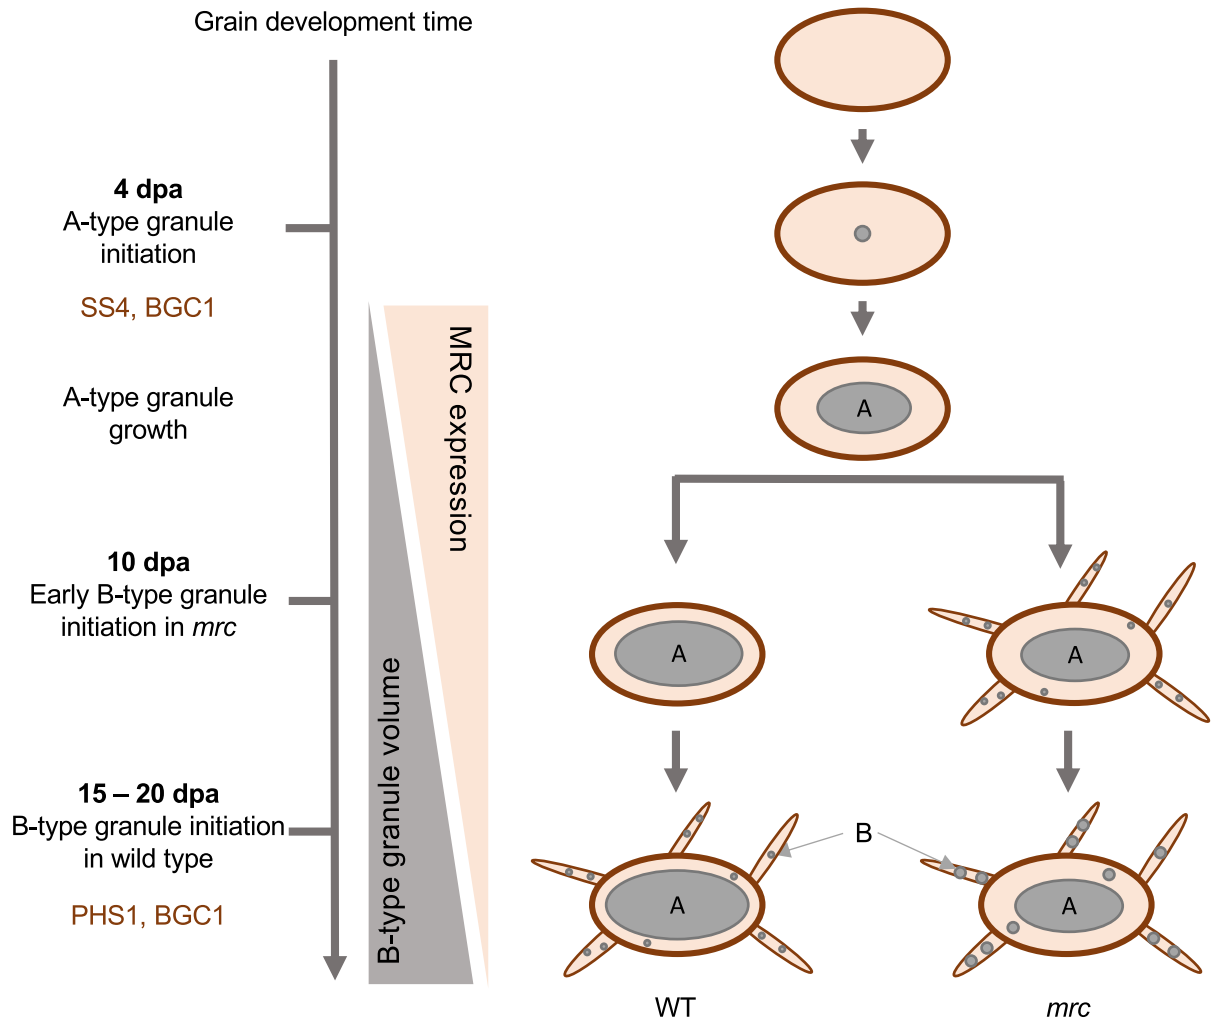 Grain development time
4 dpa
A-type granule
initiation
SS4, BGC1
A-type granule
growth
10 dpa
Early B-type granule
initiation in mrc
15 – 20 dpa
B-type granule initiation
in wild type
PHS1, BGC1
B-type granule volume
MRC expression
A
A
A
B
A
A
WT
mrc